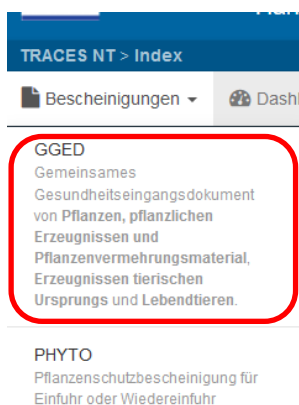 TRACES NT > Index
Bescheinigungen
GGED
Gemeinsames
Gesundheitseingangsdokument
von Pflanzen, pflanzlichen
Erzeugnissen und
Pflanzenvermehrungsmaterial,
Erzeugnissen tierischen
Ursprungs und Lebendtieren.
PHYTO
Pflanzenschutzbescheinigung für
Einfuhr oder Wiedereinfuhr